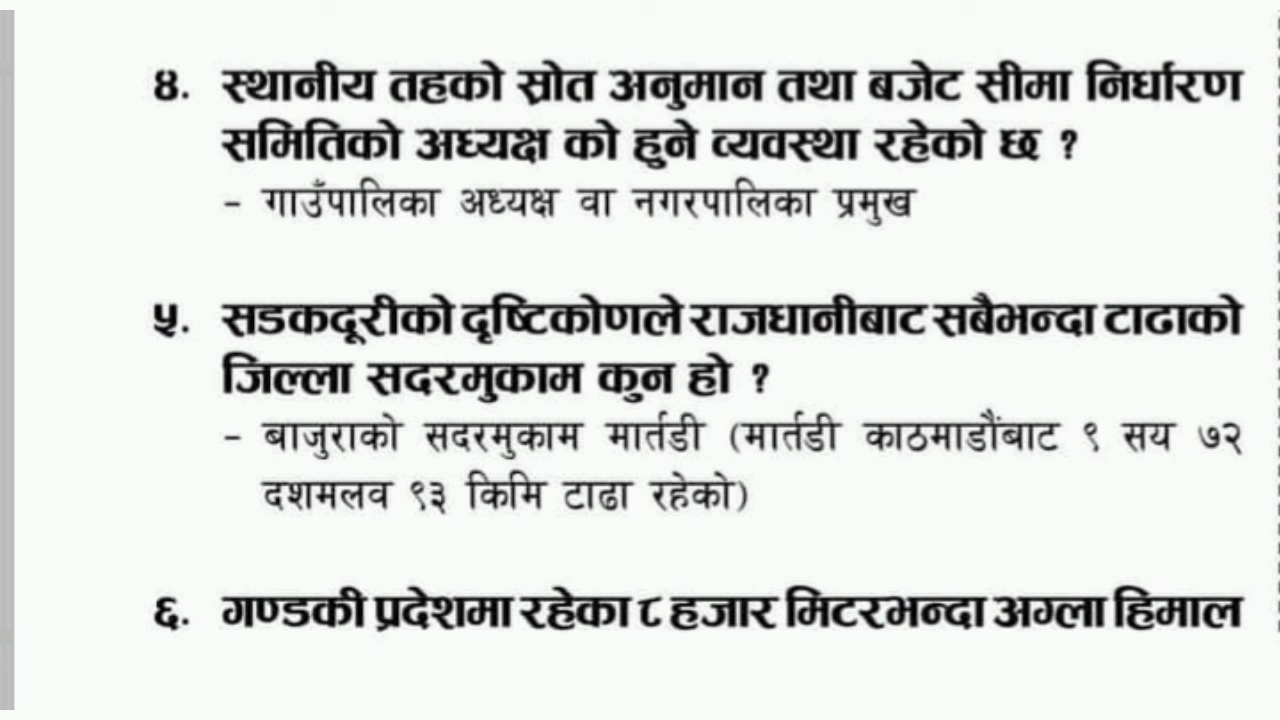 ४. स्थानीय तहको स्रोत अनुमान तथा बजेट सीमा निर्धारण
समितिको अध्यक्ष को हुने व्यवस्था रहेको छ ?
- गाउँपालिका अध्यक्ष वा नगरपालिका प्रमुख
५. सडकदूरीको दृष्टिकोणले राजधानीबाट सबैभन्दा टाढाको
जिल्ला सदरमुकाम कुन हो ?
- बाजुराको सदरमुकाम मार्तडी (मार्तडी काठमाडौंबाट ९ सय ७२
दशमलव ९३ किमि टाढा रहेको)
६. गण्डकी प्रदेशमा रहेका ८ हजार मिटरभन्दा अग्ला हिमाल